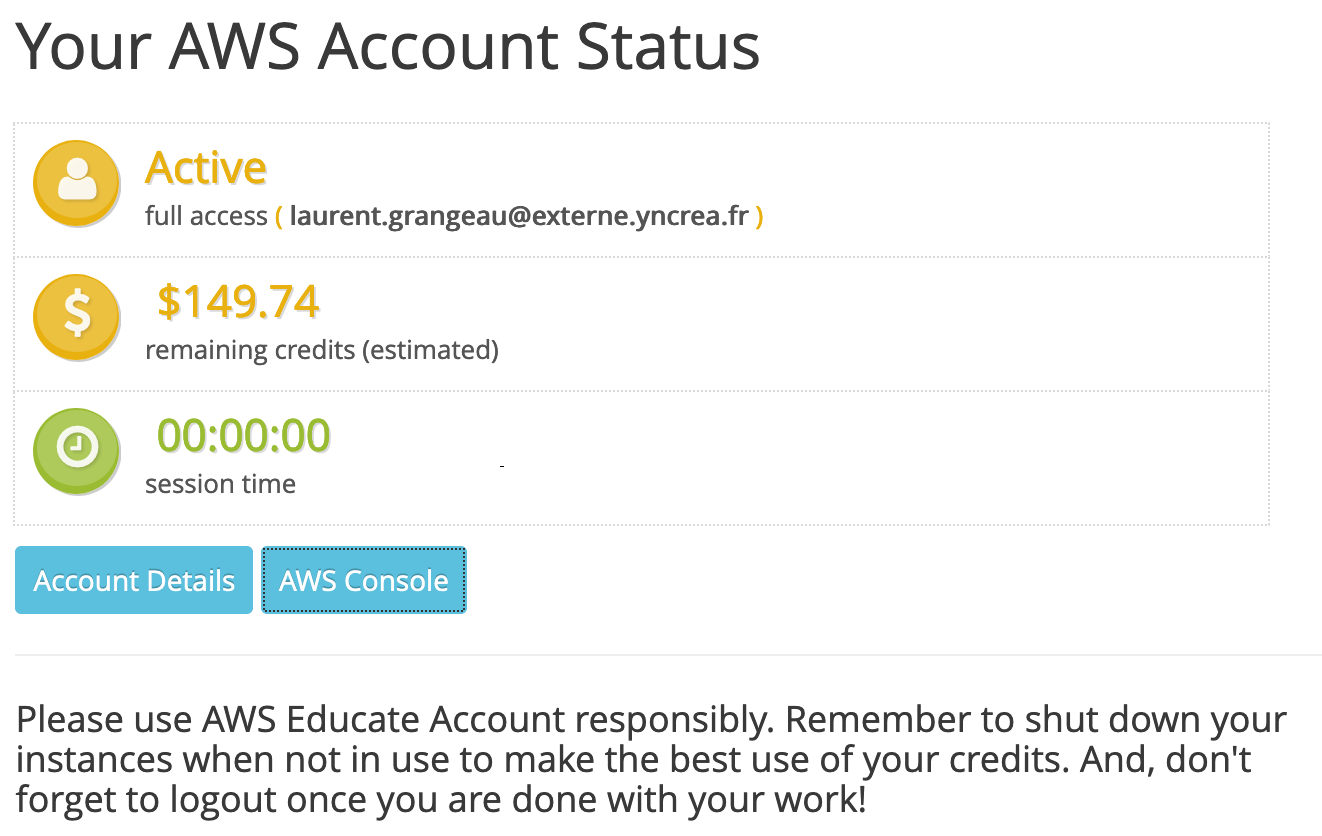 Your AWS Account Status
Active
full access ( laurent.grangeau@externe.yncrea.fr )
$149.74
remaining credits (estimated)
00:00:00
session time
Account Details AWS Console
Please use AWS Educate Account responsibly. Remember to shut down your
instances when not in use to make the best use of your credits. And, don't
forget to logout once you are done with your work!